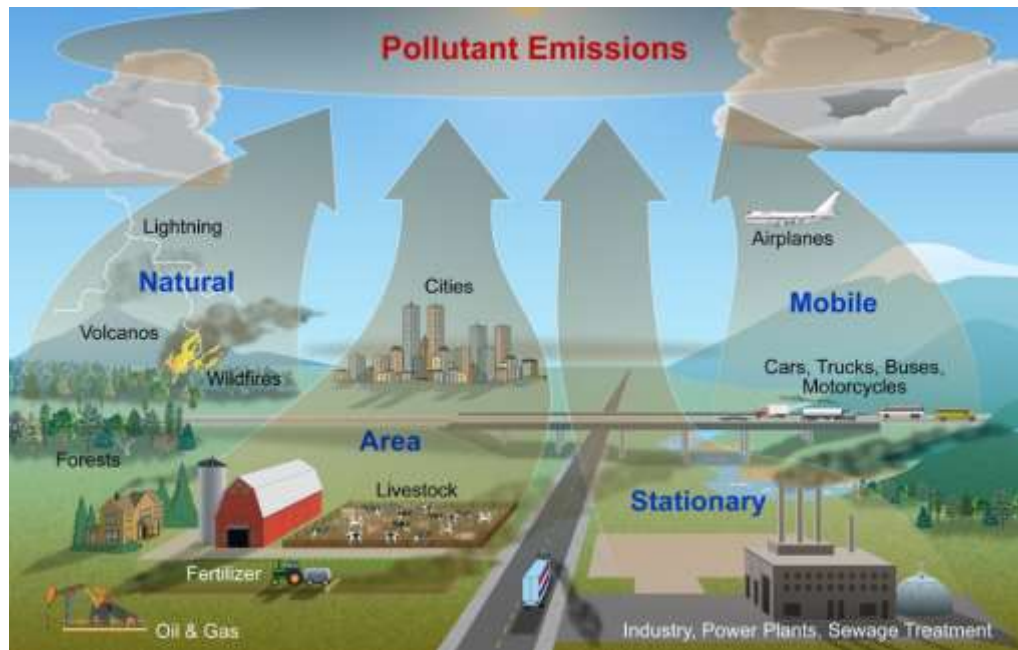 Pollutant Emissions
Lightning
Natural
Volcanos
Wildfires
Forests
Cities
Airplanes
Mobile
Cars, Trucks, Buses,
Motorcycles
Area
Livestock
Fertilizer
Oil & Gas
Stationary
Industry, Power Plants, Sewage Treatment